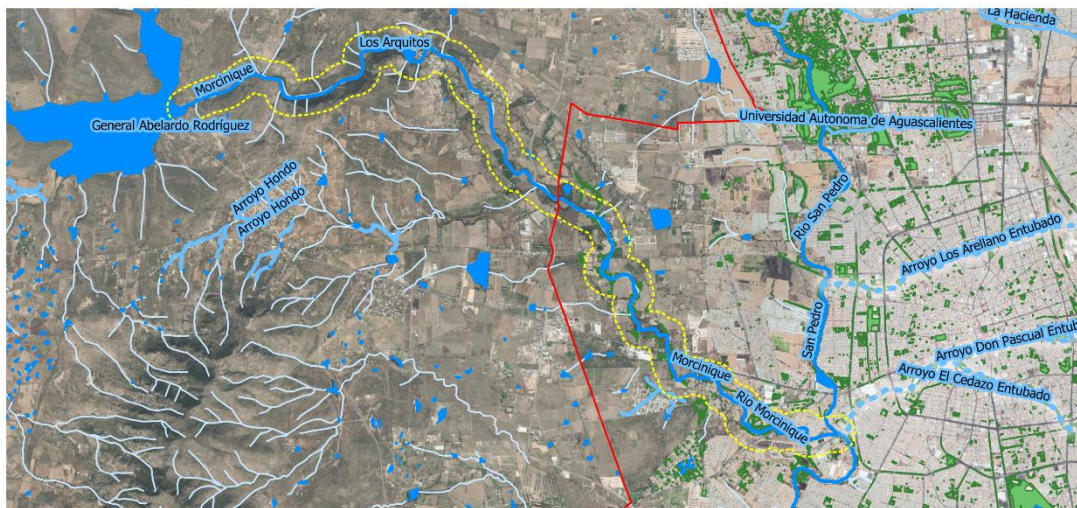 La Hacienda
Los Arquitos
Morcinique
General Abelardo Rodríguez
Universidad Autonoma de Aguascalientes
Arroyo Hondo
Arroyo Hondo
Rio San Pedro
Arroyo Los Arellano Entubado
San Pedro
Arroyo Don Pascual Entub
Arroyo El Cedazo Entubado
Morcinique
Rio Morcinique